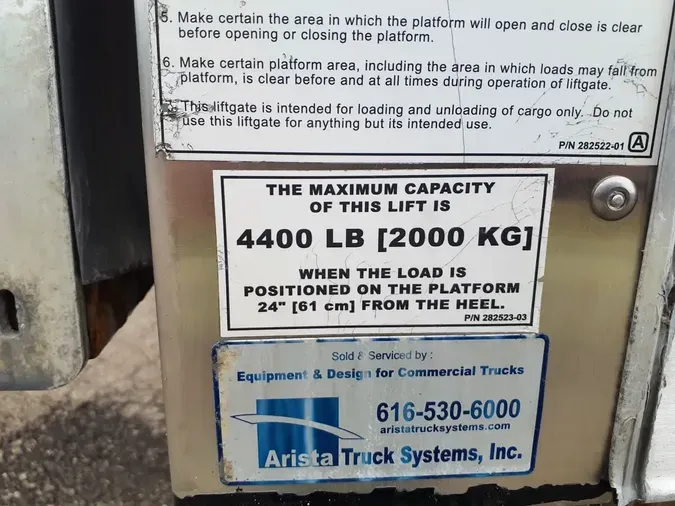 5. Make certain the area in which the platform will open and close is clear
before opening or closing the platform.
6. Make certain platform area, including the area in which loads may fall from
platform, is clear before and at all times during operation of liftgate.
This liftgate is intended for loading and unloading of cargo only. Do not
use this liftgate for anything but its intended use.
P/N 282522-01 A
THE MAXIMUM CAPACITY
OF THIS LIFT IS
4400 LB [2000 KG]
WHEN THE LOAD IS
POSITIONED ON THE PLATFORM
24" [61 cm] FROM THE HEEL.
P/N 282523-03
Sold & Serviced by :
Equipment & Design for Commercial Trucks
616-530-6000
aristatrucksystems.com
Arista Truck Systems, Inc.